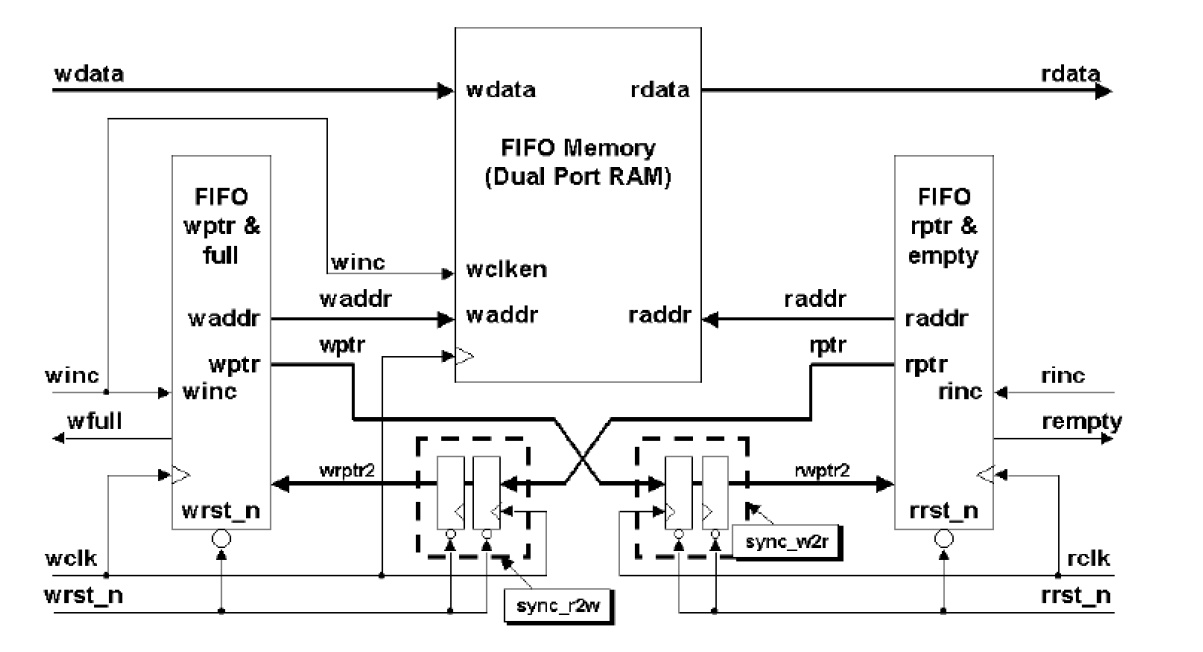 wdata
wdata
rdata
rdata
FIFO Memory
(Dual Port RAM)
FIFO
wptr &
full
FIFO
rptr &
empty
winc
wclken
waddr
waddr
waddr
raddr
raddr
raddr
wptr
wptr
rptr
rptr
winc
winc
rinc
rinc
wfull
rempty
wrptr2
rwptr2
wrst_n
rrst_n
sync_w2r
wclk
rclk
wrst_n
sync_r2w
rrst_n